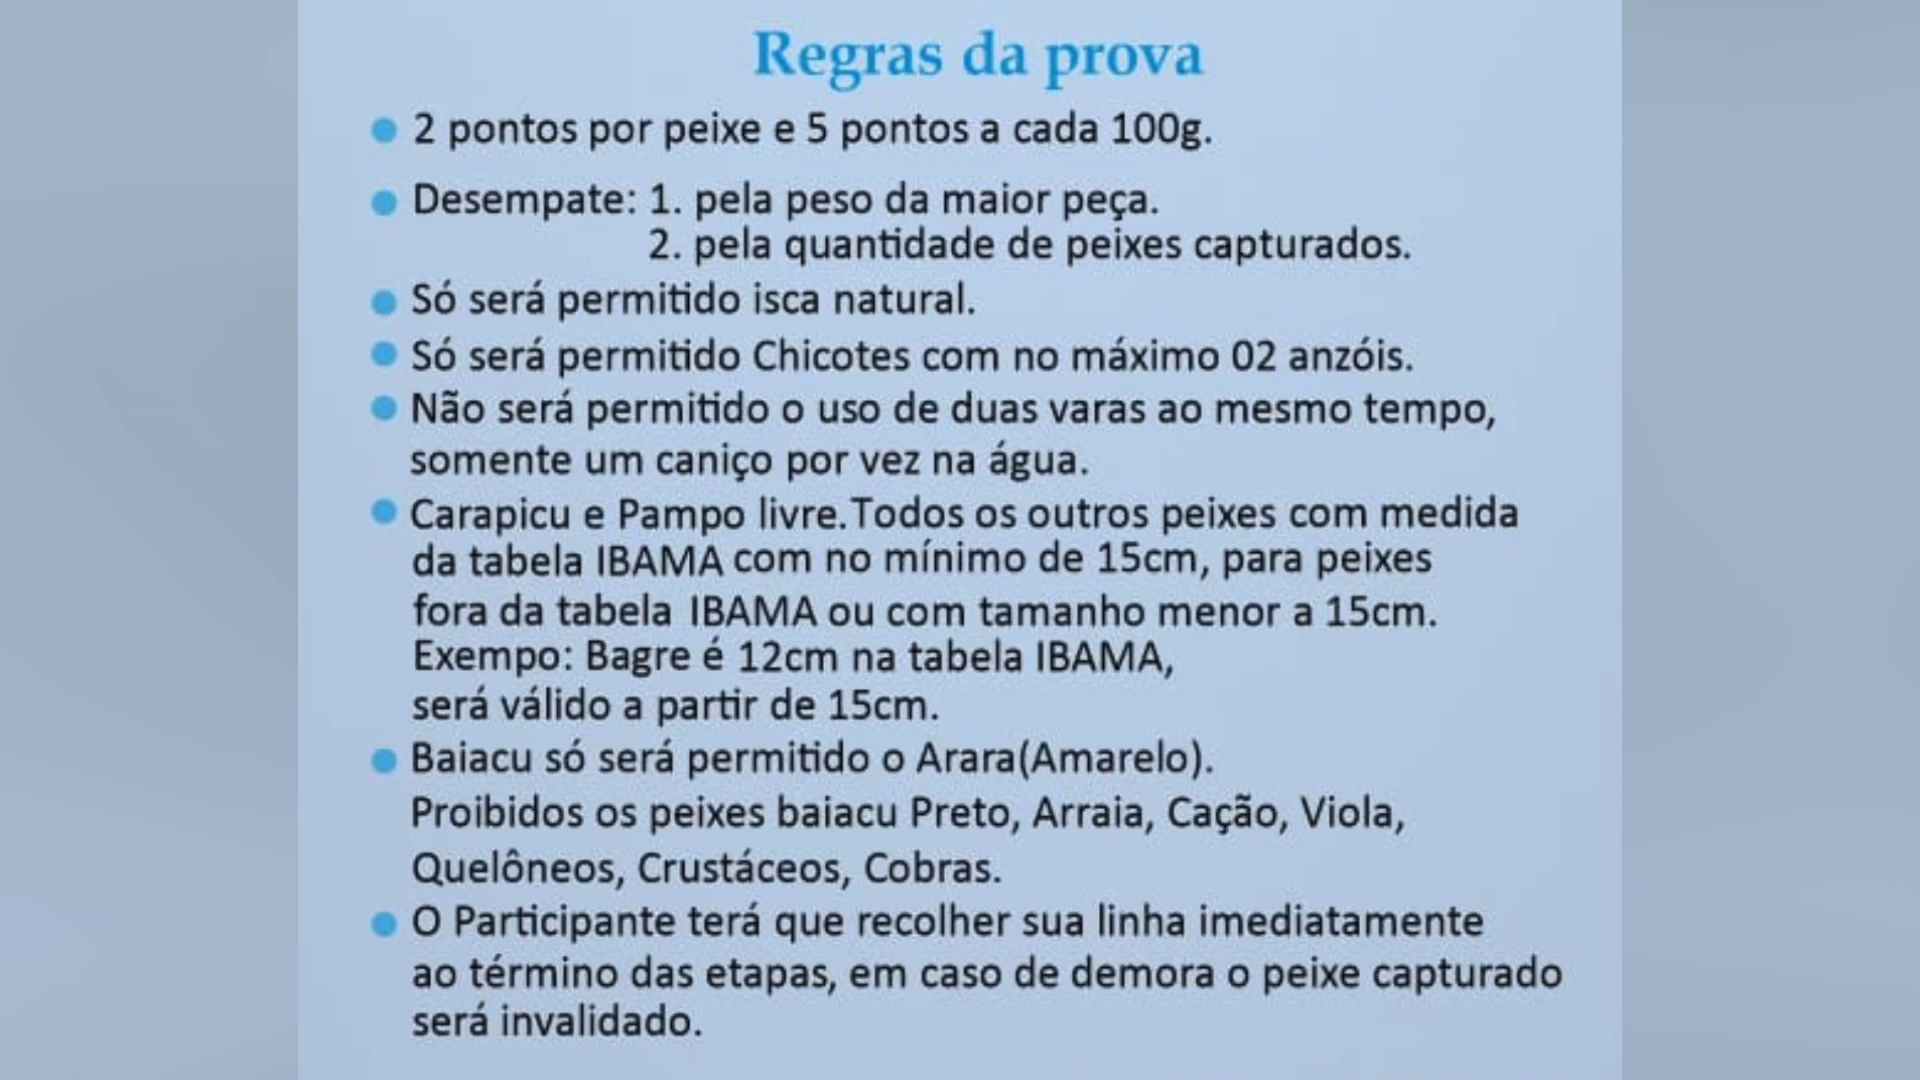 Regras da prova
2 pontos por peixe e 5 pontos a cada 100g.
Desempate: 1. pela peso da maior peça.
2. pela quantidade de peixes capturados.
Só será permitido isca natural.
Só será permitido Chicotes com no máximo 02 anzóis.
Não será permitido o uso de duas varas ao mesmo tempo,
somente um caniço por vez na água.
Carapicu e Pampo livre. Todos os outros peixes com medida
da tabela IBAMA com no mínimo de 15cm, para peixes
fora da tabela IBAMA ou com tamanho menor a 15cm.
Exempo: Bagre é 12cm na tabela IBAMA,
será válido a partir de 15cm.
Baiacu só será permitido o Arara(Amarelo).
Proibidos os peixes baiacu Preto, Arraia, Cação, Viola,
Quelôneos, Crustáceos, Cobras.
O Participante terá que recolher sua linha imediatamente
ao término das etapas, em caso de demora o peixe capturado
será invalidado.